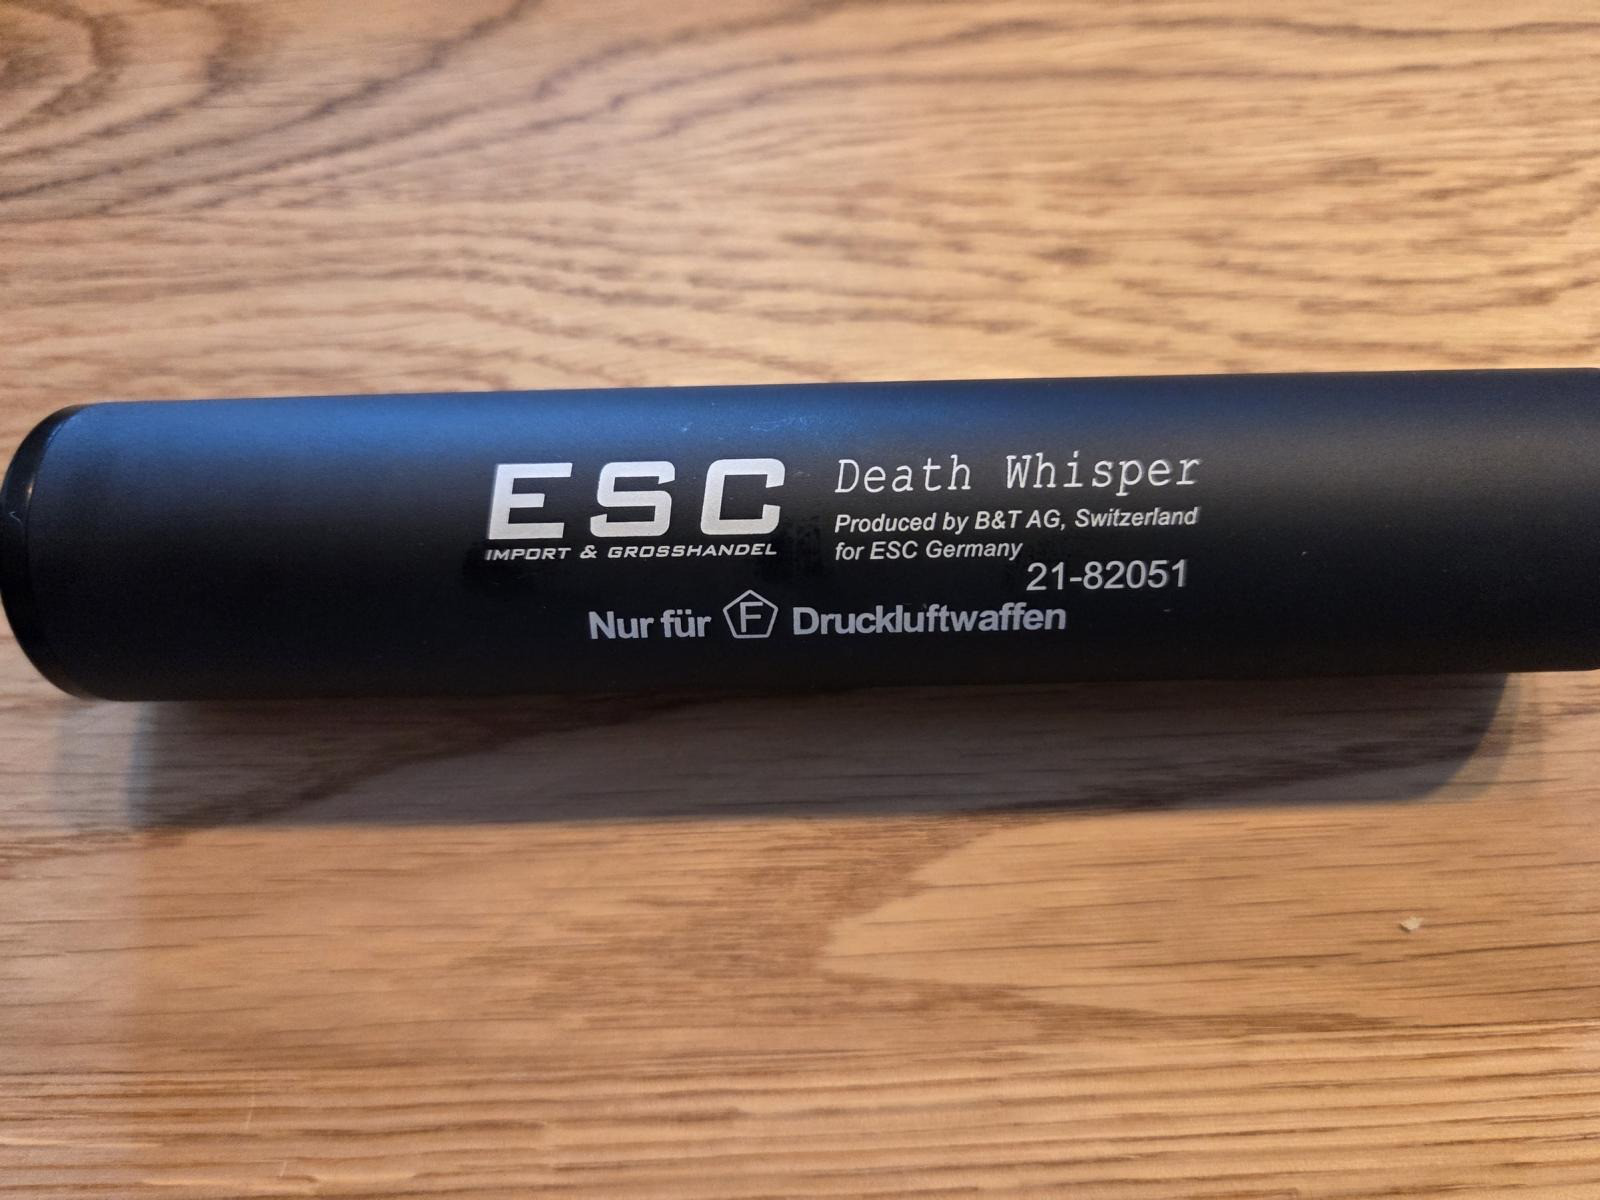 ESC
IMPORT & GROSSHANDEL
Death Whisper
Produced by B&T AG, Switzerland
for ESC Germany
21-82051
Nur für F Druckluftwaffen